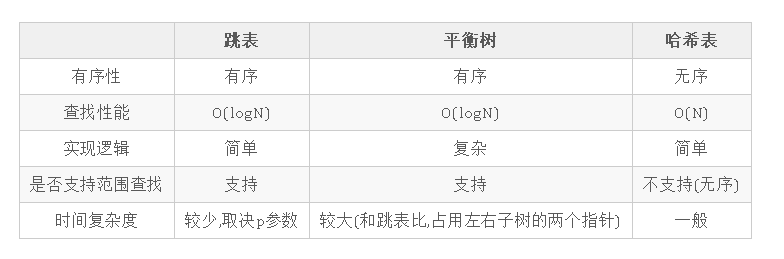 跳表 平衡树 哈希表
有序性 有序 有序 无序
查找性能 O(logN) O(logN) O(N)
实现逻辑 简单 复杂 简单
是否支持范围查找 支持 支持 不支持(无序)
时间复杂度 较少,取决p参数 较大(和跳表比,占用左右子树的两个指针) 一般